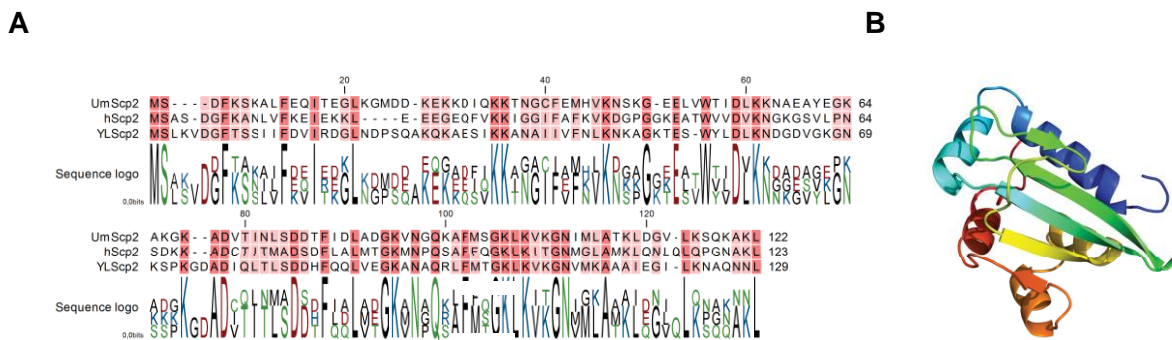 A
B
20
40
60
UmScp2 MS----DFKSKALFEQITEGLKGMDD-KEKKDIQKKTNGCFEMHVKNSKG-EELVWTIDLKKNAEAYEGK 64
hScp2 MSAS-DGFKANLVFKEIEKKL---E-EEGEQFVKKIGGIFAFKVKDGPGGKEATWVVDVKNGKGSVLPN 64
YLScp2 MSLKVDGFTSSIIFDVIRDGLNPSQAKQKAESIKKANAIIVFNLKNKAGKTES-WYLDLKNDGDVGKGN 69
Sequence logo
0,0bits
80
100
120
UmScp2 AKGK--ADVTINLSDDTFIDLADGKVNGQKAFMSGKLKVKGNIMLATKLDGV-LKSQKAKL 122
hScp2 SDKK--ADCTITMADSDFLALMTGKMNPQSAFFQGKLKITGNMGLAMKLQNLQLQPGNAKL 123
YLScp2 KSPKGDADIQLTLSDDHFQQLVEGKANAQRLFMTGKLKVKGNVMKAAAIEGI-LKNAQNNL 129
Sequence logo
0,0bits